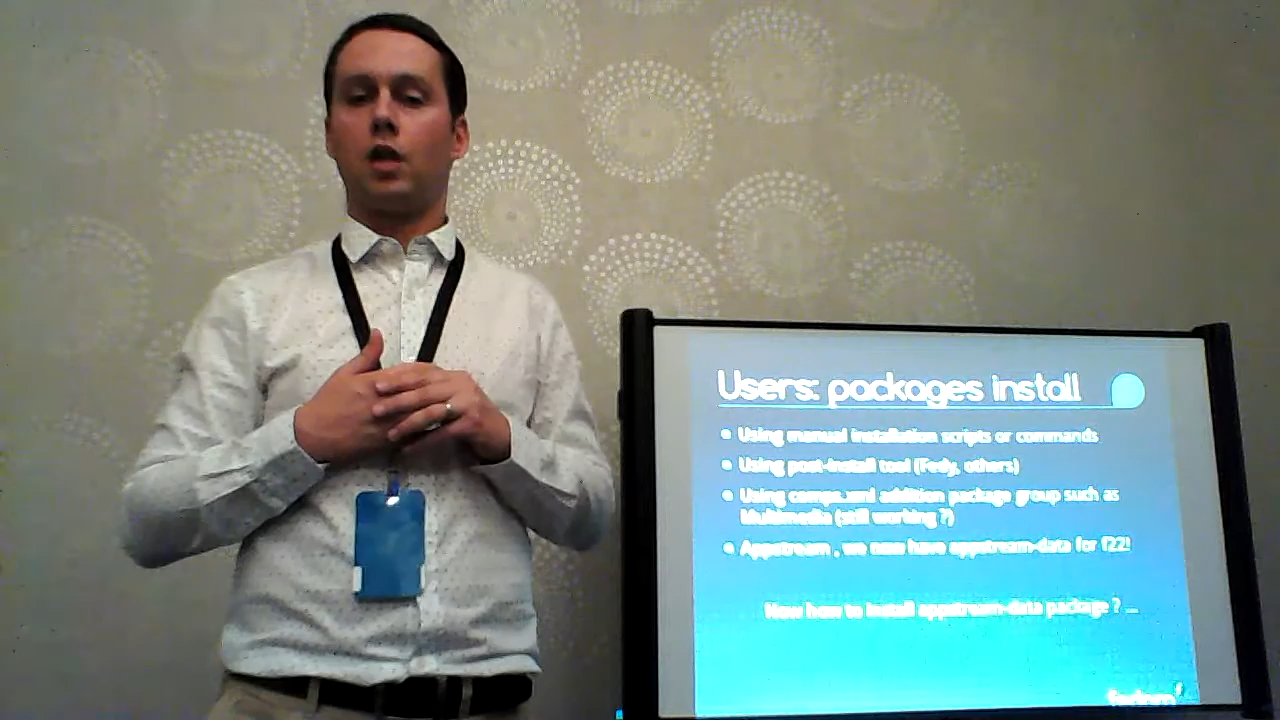 Users: packages install
Using manual installation scripts or commands
Using post-install tool (Fedy, others)
Using comps.xml addition package group such as
Multimedia (still working ?)
Appstream , we now have appstream-data for f22!
Now how to install appstream-data package ? ...
fedora